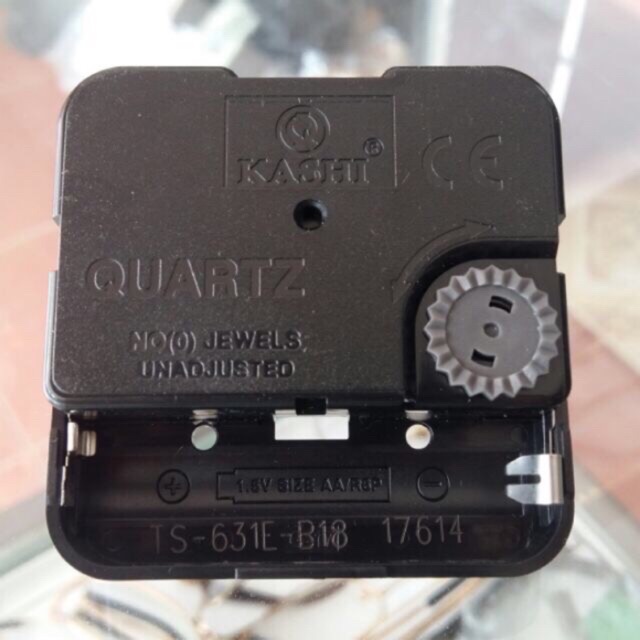 Q
KASHI ®
CE
QUARTZ
NO(0) JEWELS
UNADJUSTED
+ 1.5V SIZE AA/R6P −
TS-631E-B18 17614